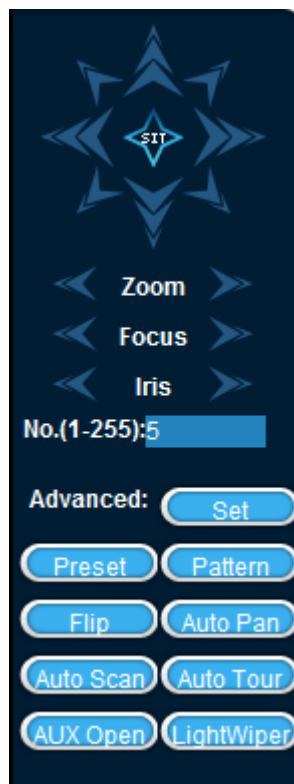 SIT
Zoom
Focus
Iris
No.(1-255):5
Advanced: Set
Preset Pattern
Flip Auto Pan
Auto Scan Auto Tour
AUX Open LightWiper